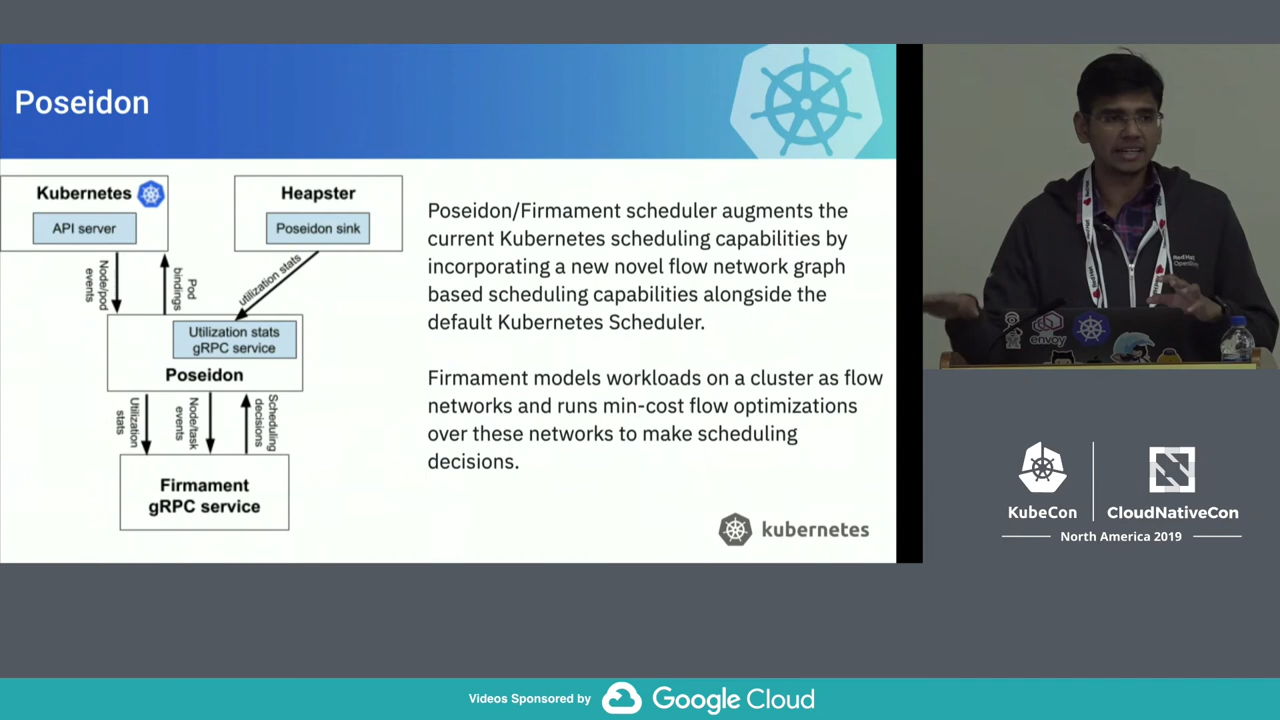 Poseidon
Kubernetes
API server
Heapster
Poseidon sink
Node/pod
events
Pod
bindings
utilization stats
Utilization stats
gRPC service
Poseidon
Utilization
stats
Node/task
events
Scheduling
decisions
Firmament
gRPC service
Poseidon/Firmament scheduler augments the
current Kubernetes scheduling capabilities by
incorporating a new novel flow network graph
based scheduling capabilities alongside the
default Kubernetes Scheduler.
Firmament models workloads on a cluster as flow
networks and runs min-cost flow optimizations
over these networks to make scheduling
decisions.
kubernetes
Red Hat
OpenShift
envoy
KubeCon
CloudNativeCon
North America 2019
Videos Sponsored by
Google Cloud